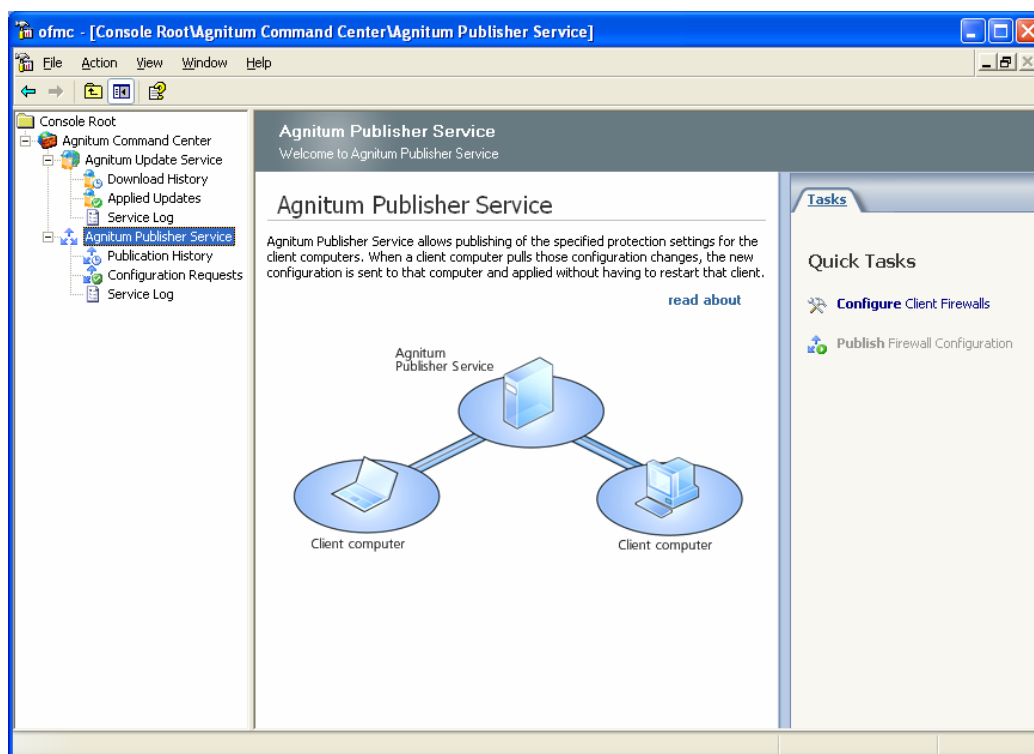 ofmc - [Console Root\Agnitum Command Center\Agnitum Publisher Service]
File Action View Window Help
Console Root
Agnitum Command Center
Agnitum Update Service
Download History
Applied Updates
Service Log
Agnitum Publisher Service
Publication History
Configuration Requests
Service Log
Agnitum Publisher Service
Welcome to Agnitum Publisher Service
Agnitum Publisher Service
Agnitum Publisher Service allows publishing of the specified protection settings for the
client computers. When a client computer pulls those configuration changes, the new
configuration is sent to that computer and applied without having to restart that client.
read about
Agnitum
Publisher Service
Client computer
Client computer
Tasks
Quick Tasks
Configure Client Firewalls
Publish Firewall Configuration